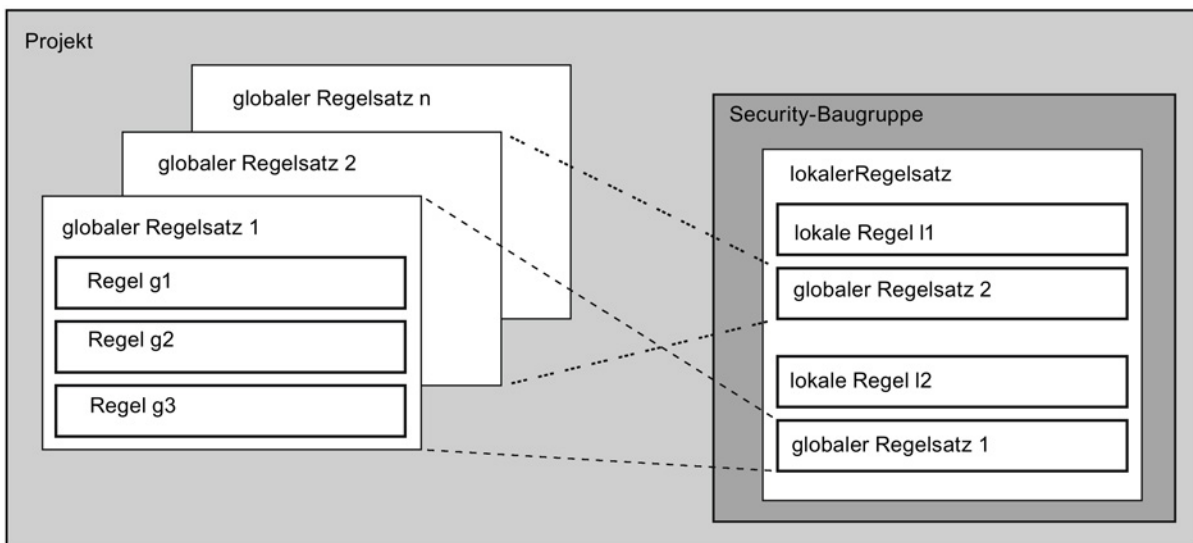 Projekt
globaler Regelsatz n
globaler Regelsatz 2
globaler Regelsatz 1
Regel g1
Regel g2
Regel g3
Security-Baugruppe
lokalerRegelsatz
lokale Regel l1
globaler Regelsatz 2
lokale Regel l2
globaler Regelsatz 1